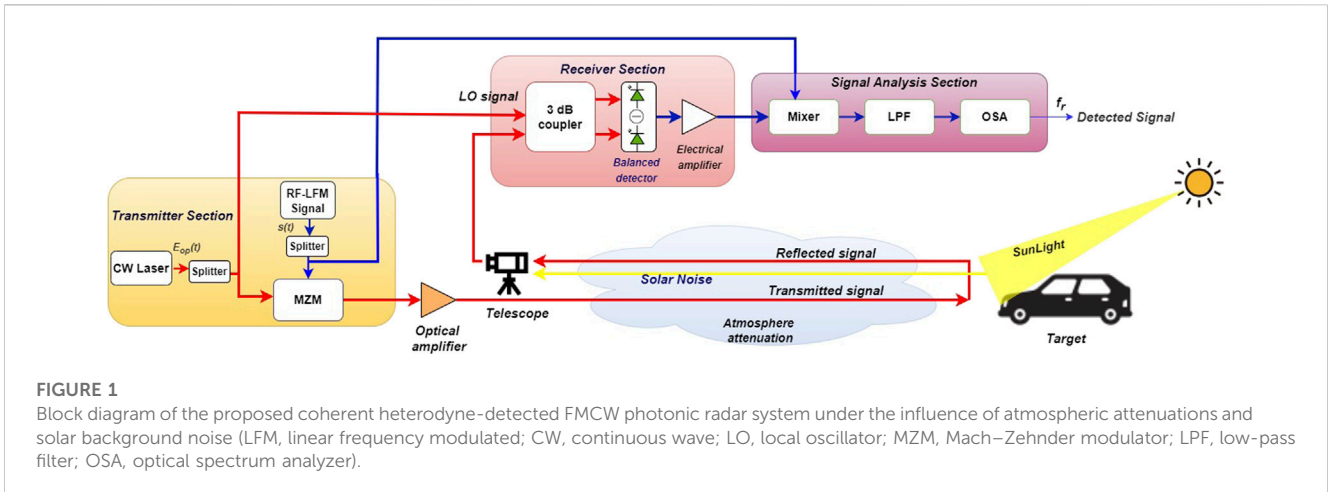 Receiver Section
Signal Analysis Section
LO signal
3 dB
coupler
Mixer
LPF
OSA
fr
Detected Signal
Electrical
amplifier
Balanced
detector
Transmitter Section
RF-LFM
Signal
s(t)
Splitter
Eop(t)
CW Laser
Splitter
MZM
Optical
amplifier
Telescope
Reflected signal
Solar Noise
Transmitted signal
Atmosphere
attenuation
SunLight
Target
FIGURE 1
Block diagram of the proposed coherent heterodyne-detected FMCW photonic radar system under the influence of atmospheric attenuations and
solar background noise (LFM, linear frequency modulated; CW, continuous wave; LO, local oscillator; MZM, Mach–Zehnder modulator; LPF, low-pass
filter; OSA, optical spectrum analyzer).